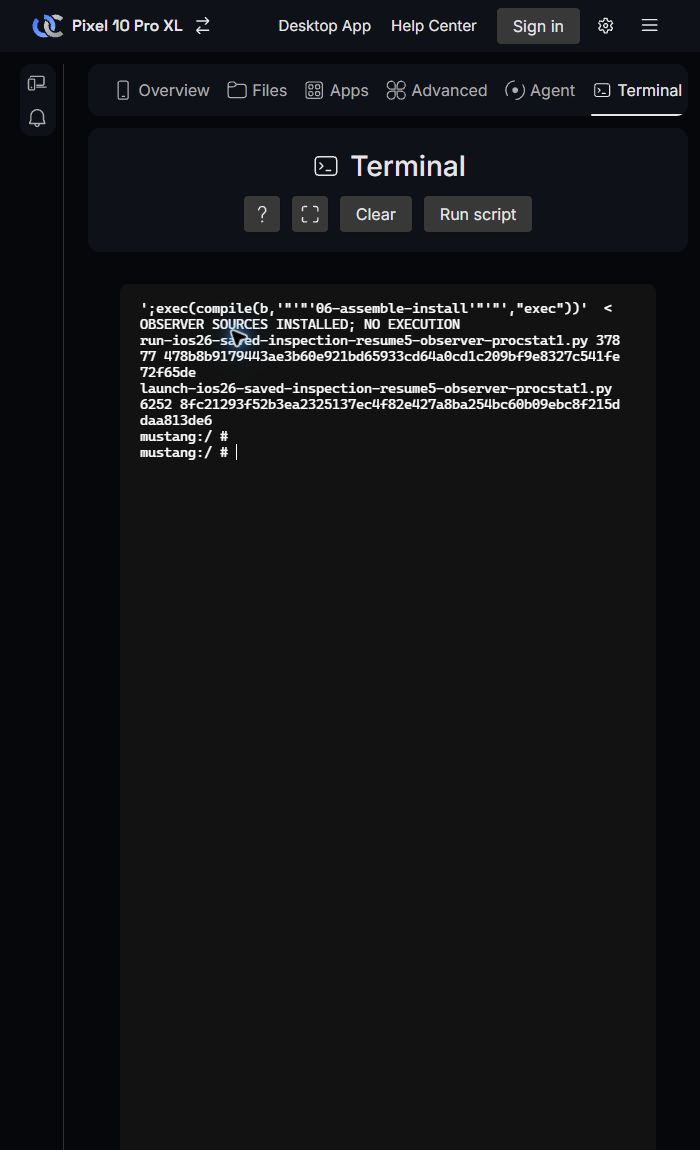 Pixel 10 Pro XL
Desktop App
Help Center
Sign in
Overview
Files
Apps
Advanced
Agent
Terminal
Terminal
?
Clear
Run script
';exec(compile(b,'"'"'06-assemble-install'"'"',"exec"))'  <
OBSERVER SOURCES INSTALLED; NO EXECUTION
run-ios26-saved-inspection-resume5-observer-procstat1.py 378
77 478b8b9179443ae3b60e921bd65933cd64a0cd1c209bf9e8327c541fe
72f65de
launch-ios26-saved-inspection-resume5-observer-procstat1.py
6252 8fc21293f52b3ea2325137ec4f82e427a8ba254bc60b09ebc8f215d
daa813de6
mustang:/ #
mustang:/ #